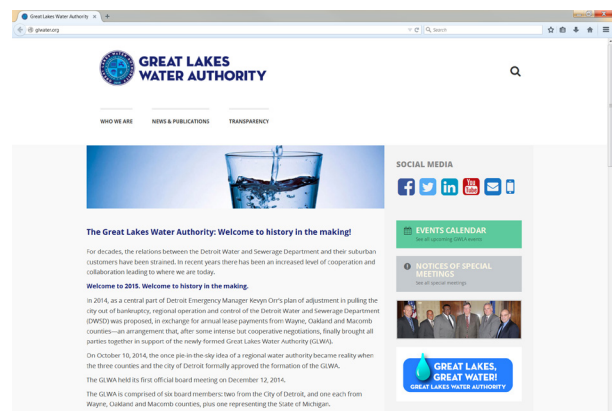 Great Lakes Water Authority
glwater.org
Search
GREAT LAKES
WATER AUTHORITY
WHO WE ARE
NEWS & PUBLICATIONS
TRANSPARENCY
SOCIAL MEDIA
You
Tube
EVENTS CALENDAR
See all upcoming GWLA events
NOTICES OF SPECIAL
MEETINGS
See all special meetings
GREAT LAKES,
GREAT WATER!
GREAT LAKES WATER AUTHORITY
The Great Lakes Water Authority: Welcome to history in the making!
For decades, the relations between the Detroit Water and Sewerage Department and their suburban
customers have been strained. In recent years there has been an increased level of cooperation and
collaboration leading to where we are today.
Welcome to 2015. Welcome to history in the making.
In 2014, as a central part of Detroit Emergency Manager Kevyn Orr's plan of adjustment in pulling the
city out of bankruptcy, regional operation and control of the Detroit Water and Sewerage Department
(DWSD) was proposed, in exchange for annual lease payments from Wayne, Oakland and Macomb
counties—an arrangement that, after some intense but cooperative negotiations, finally brought all
parties together in support of the newly formed Great Lakes Water Authority (GLWA).
On October 10, 2014, the once pie-in-the-sky idea of a regional water authority became reality when
the three counties and the city of Detroit formally approved the formation of the GLWA.
The GLWA held its first official board meeting on December 12, 2014.
The GLWA is comprised of six board members: two from the City of Detroit, and one each from
Wayne, Oakland and Macomb counties, plus one representing the State of Michigan.